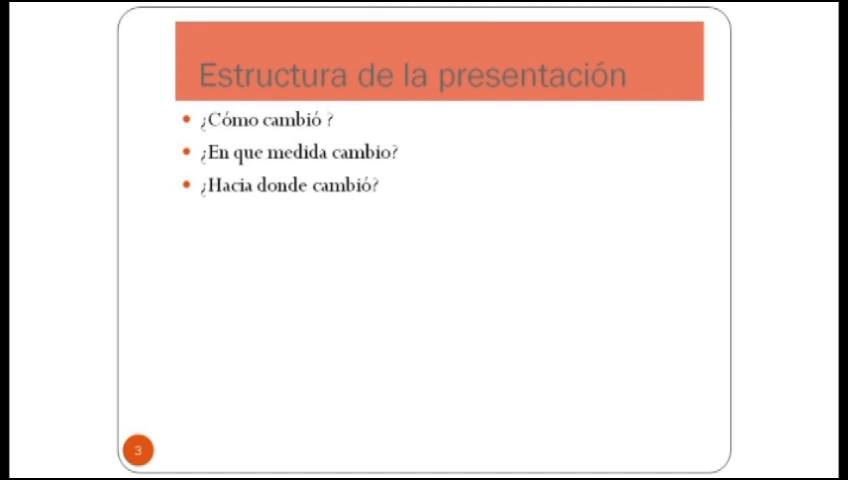 Estructura de la presentación
• ¿Cómo cambió ?
• ¿En que medida cambio?
• ¿Hacia donde cambió?
3